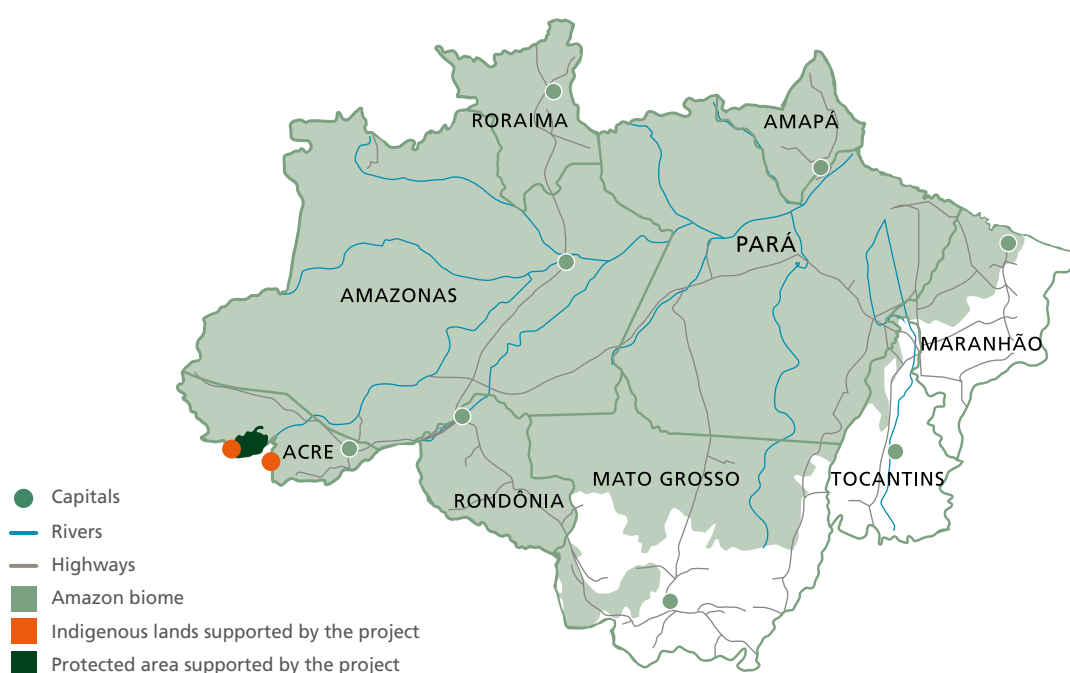 RORAIMA
AMAPÁ
PARÁ
AMAZONAS
MARANHÃO
ACRE
MATO GROSSO
TOCANTINS
RONDÔNIA
Capitals
Rivers
Highways
Amazon biome
Indigenous lands supported by the project
Protected area supported by the project